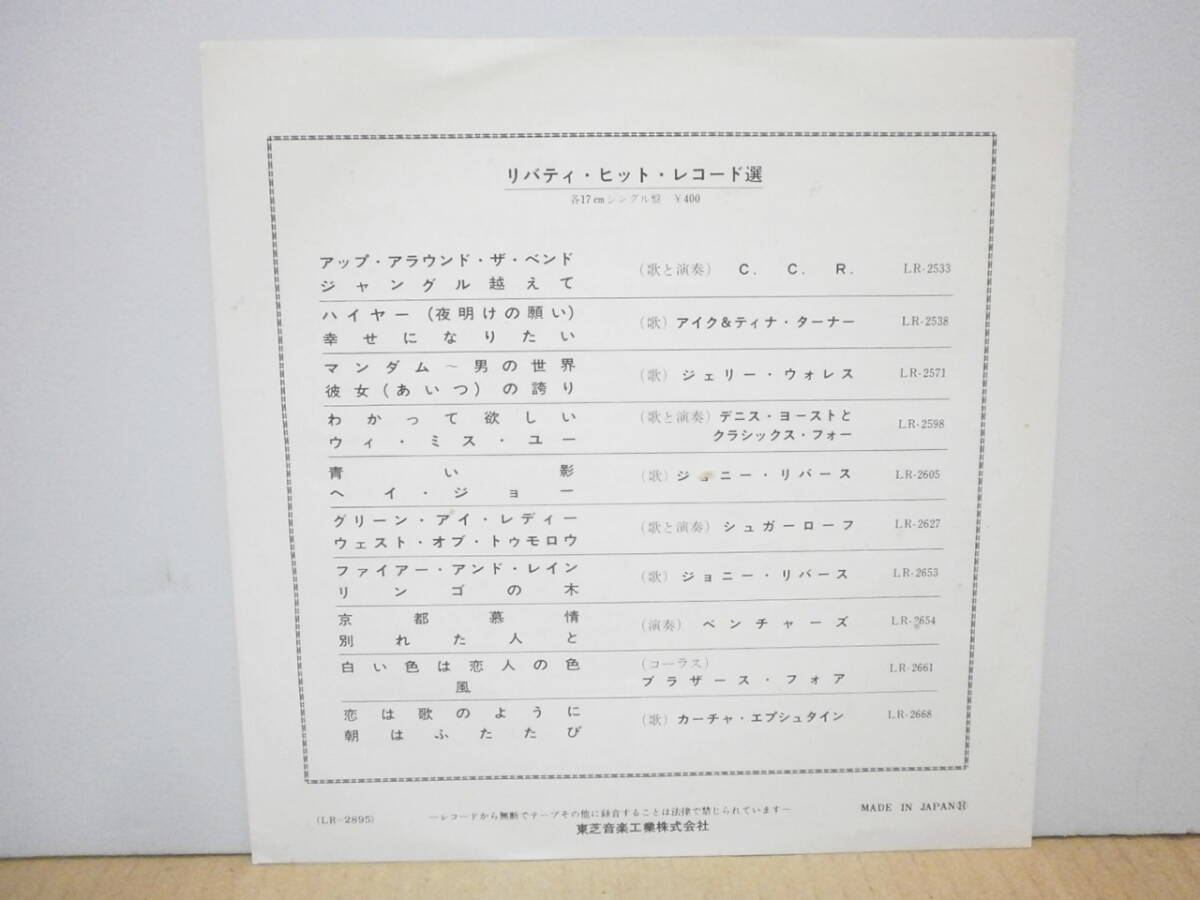 リバティ・ヒット・レコード選
各17cmシングル盤 ¥400
アップ・アラウンド・ザ・ベンド
ジャングル越えて
(歌と演奏) C. C. R. LR-2533
ハイヤー(夜明けの願い)
幸せになりたい
(歌) アイク&ティナ・ターナー LR-2538
マンダム～男の世界
彼女(あいつ)の誇り
(歌) ジェリー・ウォレス LR-2571
わかって欲しい
ウィ・ミス・ユー
(歌と演奏) デニス・ヨーストと
クラシックス・フォー LR-2598
青い影
ヘイ・ジョー
(歌) ジョニー・リバース LR-2605
グリーン・アイ・レディー
ウェスト・オブ・トゥモロウ
(歌と演奏) シュガーローフ LR-2627
ファイアー・アンド・レイン
リンゴの木
(歌) ジョニー・リバース LR-2653
京都慕情
別れた人と
(演奏) ベンチャーズ LR-2654
白い色は恋人の色
風
(コーラス)
ブラザース・フォア LR-2661
恋は歌のように
朝はふたたび
(歌) カーチャ・エプシュタイン LR-2668
(LR-2895)
—レコードから無断でテープその他に録音することは法律で禁じられています—
東芝音楽工業株式会社
MADE IN JAPAN